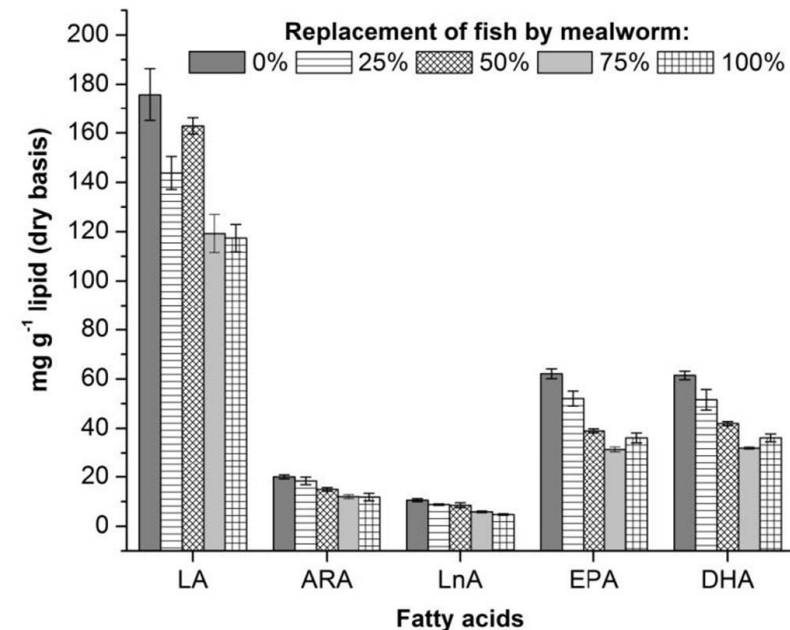 Replacement of fish by mealworm:
0% 25% 50% 75% 100%
mg g⁻¹ lipid (dry basis)
200
180
160
140
120
100
80
60
40
20
0
LA ARA LnA EPA DHA
Fatty acids